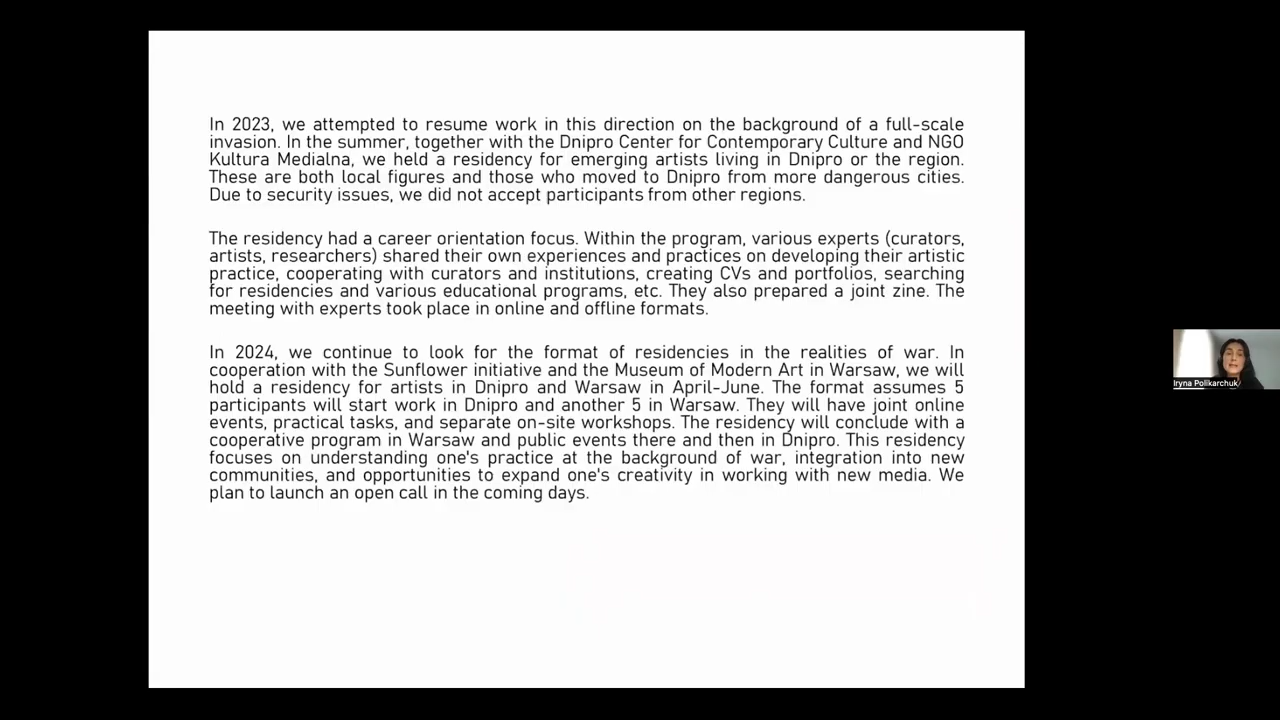 In 2023, we attempted to resume work in this direction on the background of a full-scale
invasion. In the summer, together with the Dnipro Center for Contemporary Culture and NGO
Kultura Medialna, we held a residency for emerging artists living in Dnipro or the region.
These are both local figures and those who moved to Dnipro from more dangerous cities.
Due to security issues, we did not accept participants from other regions.
The residency had a career orientation focus. Within the program, various experts (curators,
artists, researchers) shared their own experiences and practices on developing their artistic
practice, cooperating with curators and institutions, creating CVs and portfolios, searching
for residencies and various educational programs, etc. They also prepared a joint zine. The
meeting with experts took place in online and offline formats.
In 2024, we continue to look for the format of residencies in the realities of war. In
cooperation with the Sunflower initiative and the Museum of Modern Art in Warsaw, we will
hold a residency for artists in Dnipro and Warsaw in April-June. The format assumes 5
participants will start work in Dnipro and another 5 in Warsaw. They will have joint online
events, practical tasks, and separate on-site workshops. The residency will conclude with a
cooperative program in Warsaw and public events there and then in Dnipro. This residency
focuses on understanding one's practice at the background of war, integration into new
communities, and opportunities to expand one's creativity in working with new media. We
plan to launch an open call in the coming days.
Iryna Polikarchuk